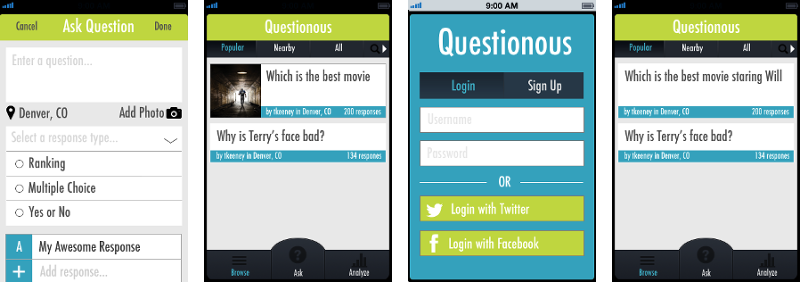 Cancel Ask Question Done
Enter a question...
Denver, CO Add Photo
Select a response type...
Ranking
Multiple Choice
Yes or No
A My Awesome Response
+ Add response...
Questionous
Popular Nearby All
Which is the best movie
by tkeeney in Denver, CO 200 responses
Why is Terry's face bad?
by tkeeney in Denver, CO 134 respones
Browse Ask Analyze
9:00 AM
Questionous
Login Sign Up
Username
Password
OR
Login with Twitter
Login with Facebook
Questionous
Popular Nearby All
Which is the best movie staring Will
by tkeeney in Denver, CO 200 responses
Why is Terry's face bad?
by tkeeney in Denver, CO 134 respones
Browse Ask Analyze